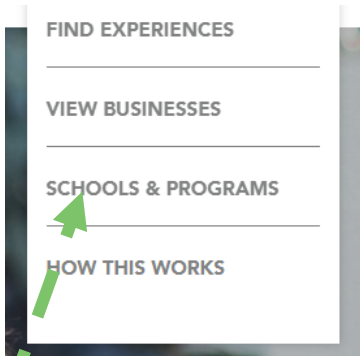 FIND EXPERIENCES
VIEW BUSINESSES
SCHOOLS & PROGRAMS
HOW THIS WORKS